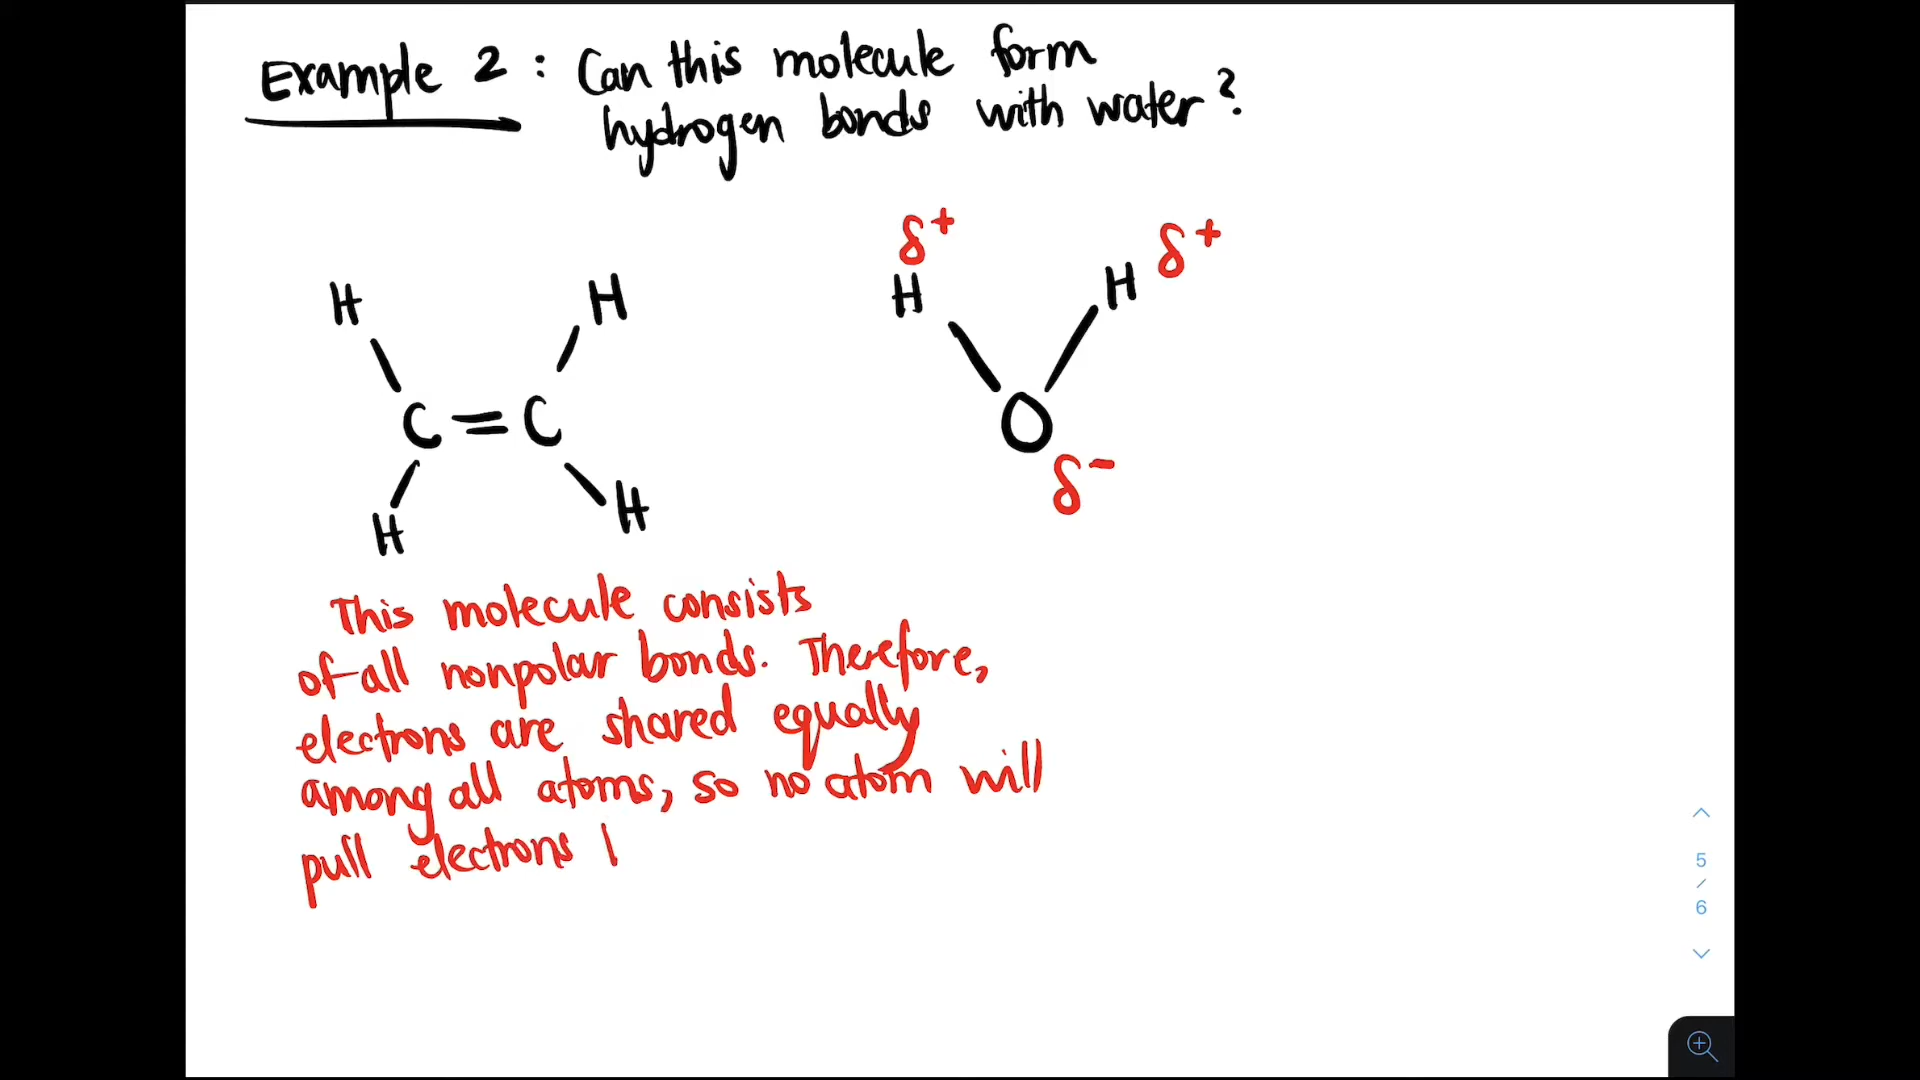 Example 2 : Can this molecule form
hydrogen bonds with water?
δ+
δ+
H
H
H
H
C = C
O
δ-
H
H
This molecule consists
of all nonpolar bonds. Therefore,
electrons are shared equally
among all atoms, so no atom will
pull electrons
5
/
6